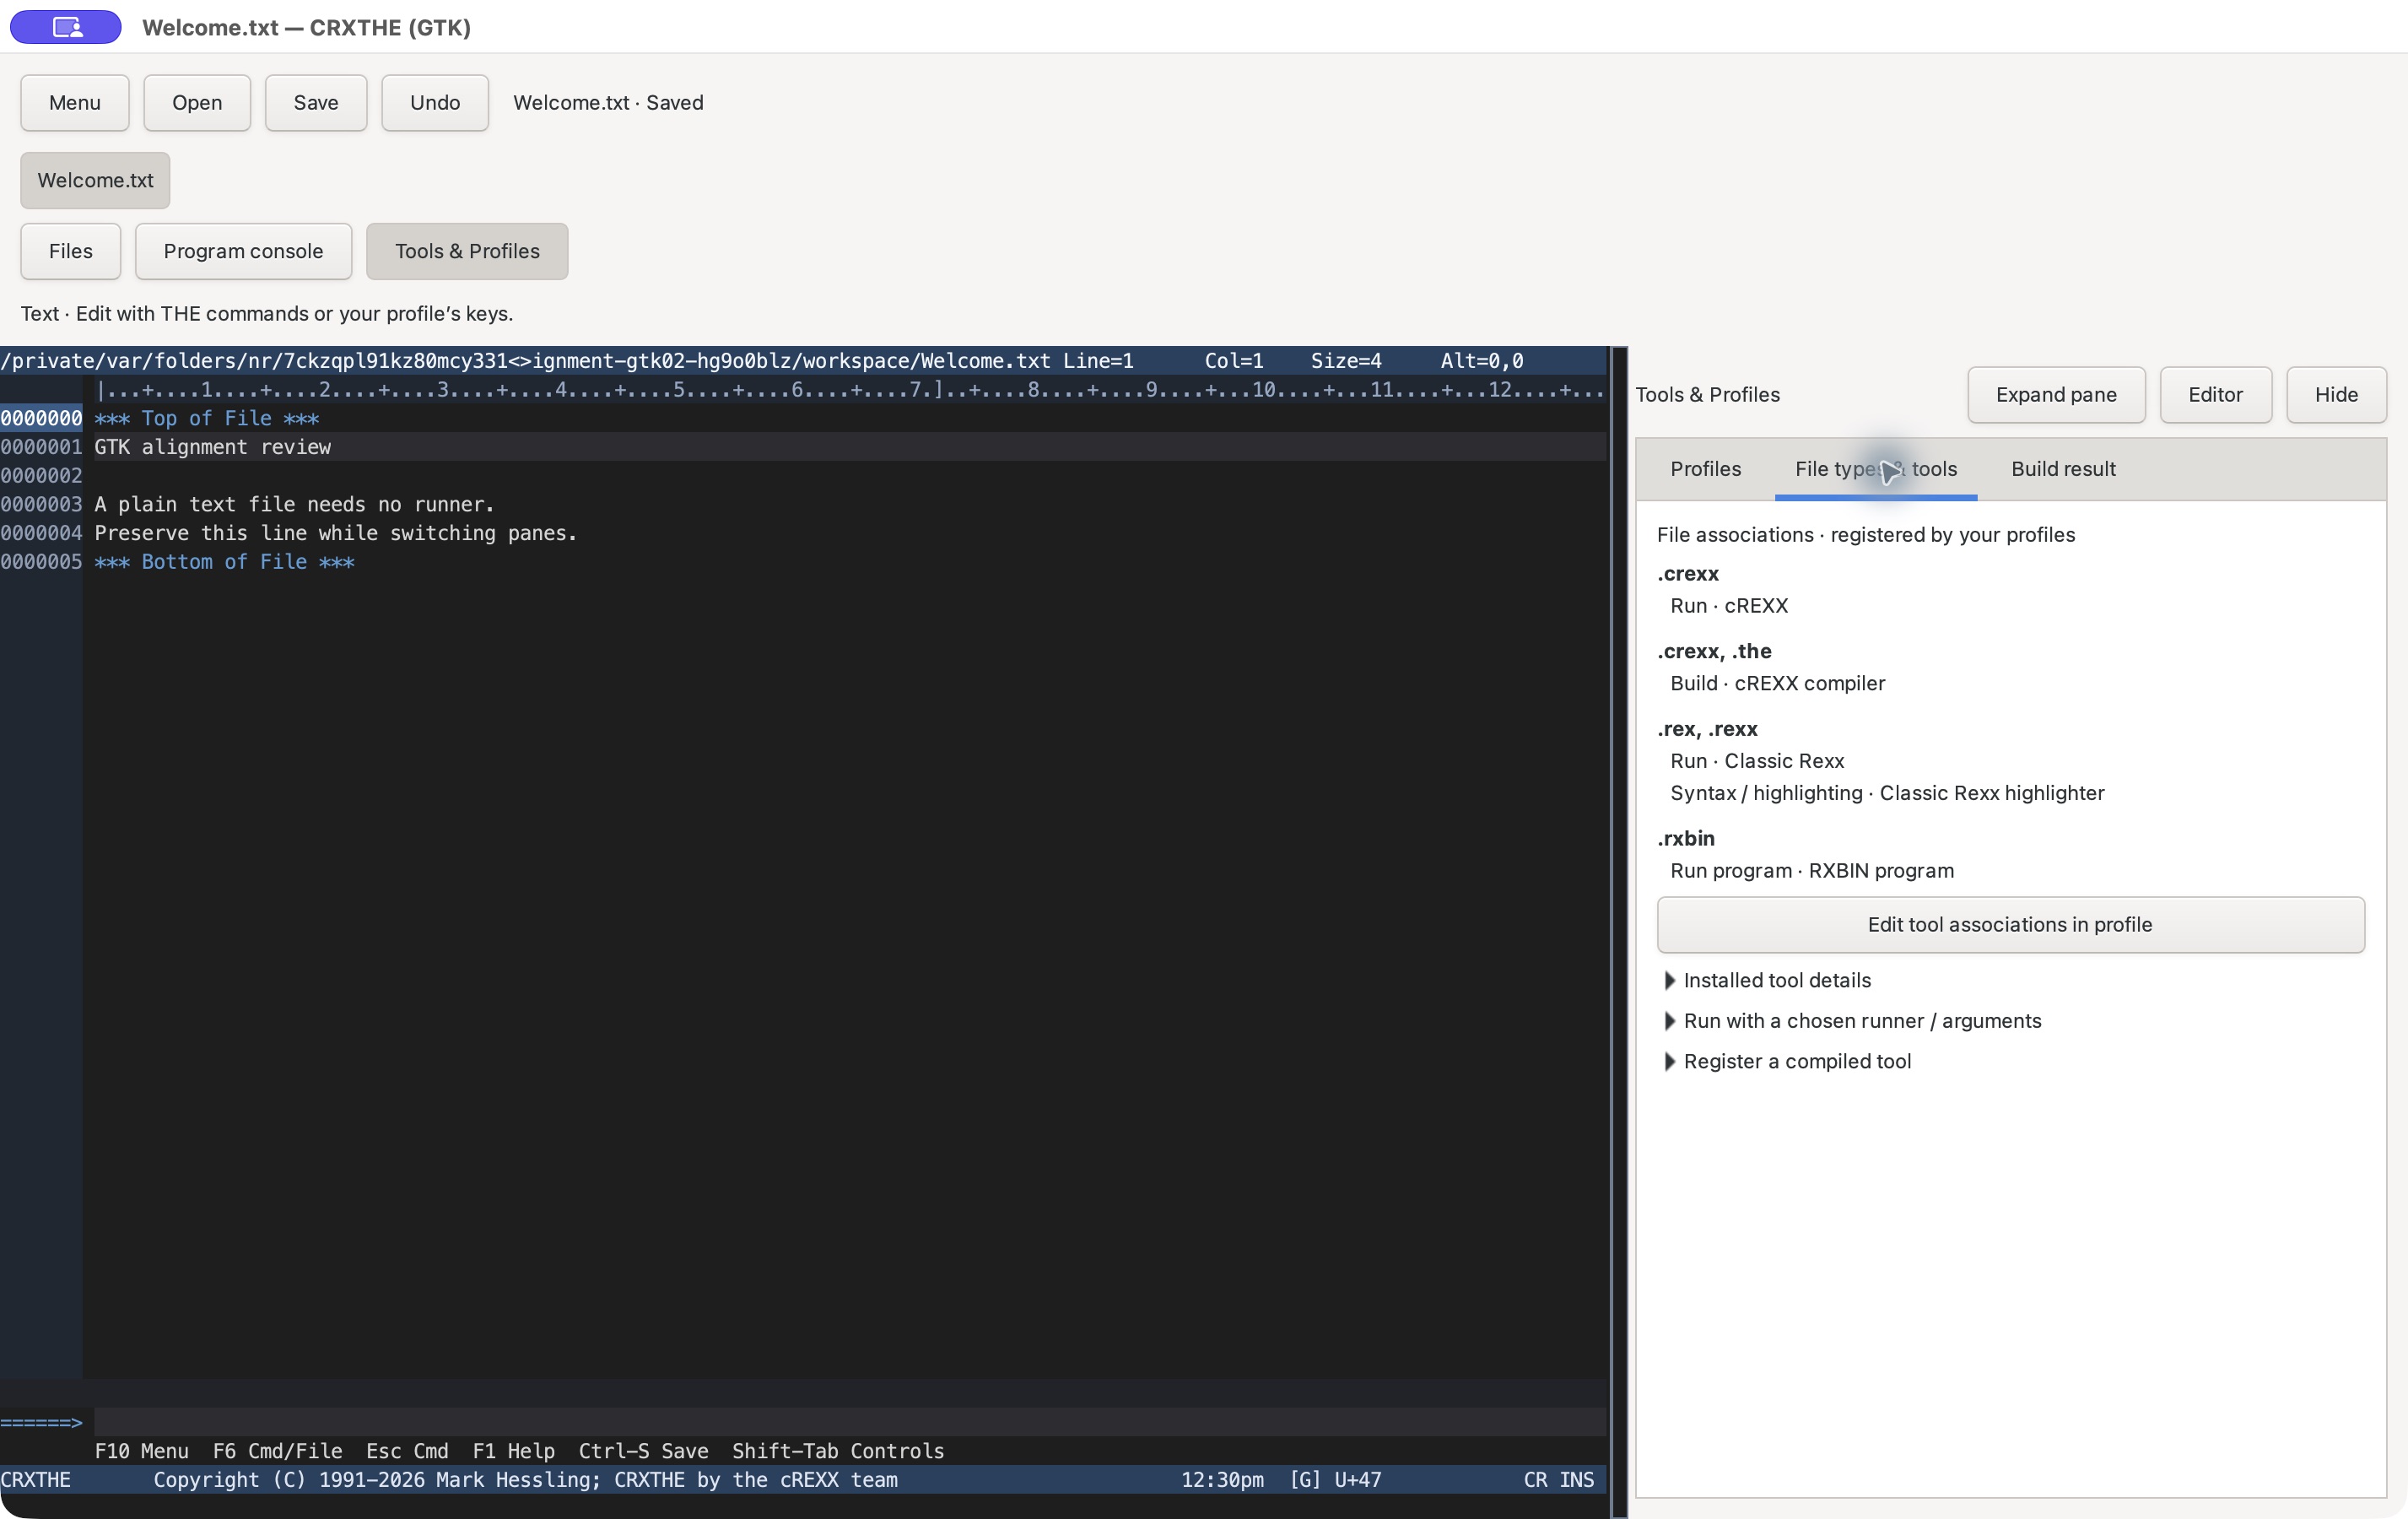 Welcome.txt — CRXTHE (GTK)
Menu Open Save Undo Welcome.txt · Saved
Welcome.txt
Files Program console Tools & Profiles
Text · Edit with THE commands or your profile’s keys.
/private/var/folders/nr/7ckzqpl91kz80mcy331<>ignment-gtk02-hg9o0blz/workspace/Welcome.txt Line=1 Col=1 Size=4 Alt=0,0
|...+....1....+....2....+....3....+....4....+....5....+....6....+....7.]..+....8....+....9....+...10....+...11....+...12....+...
0000000 *** Top of File ***
0000001 GTK alignment review
0000002
0000003 A plain text file needs no runner.
0000004 Preserve this line while switching panes.
0000005 *** Bottom of File ***
======>
F10 Menu F6 Cmd/File Esc Cmd F1 Help Ctrl-S Save Shift-Tab Controls
CRXTHE Copyright (C) 1991-2026 Mark Hessling; CRXTHE by the cREXX team 12:30pm [G] U+47 CR INS
Tools & Profiles Expand pane Editor Hide
Profiles File types & tools Build result
File associations · registered by your profiles
.crexx
Run · cREXX
.crexx, .the
Build · cREXX compiler
.rex, .rexx
Run · Classic Rexx
Syntax / highlighting · Classic Rexx highlighter
.rxbin
Run program · RXBIN program
Edit tool associations in profile
Installed tool details
Run with a chosen runner / arguments
Register a compiled tool